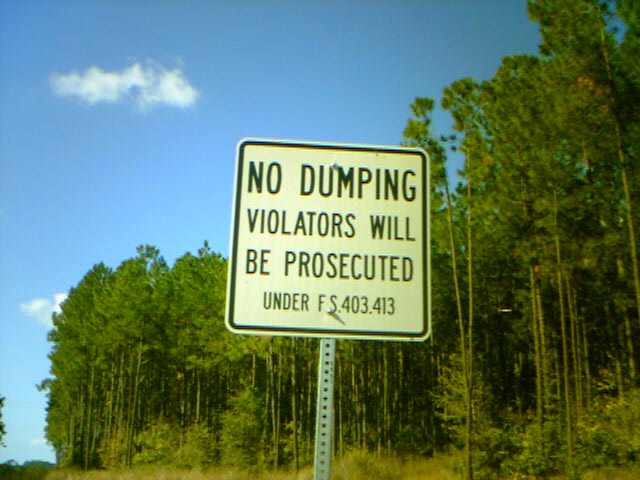 NO DUMPING
VIOLATORS WILL
BE PROSECUTED
UNDER F.S.403.413